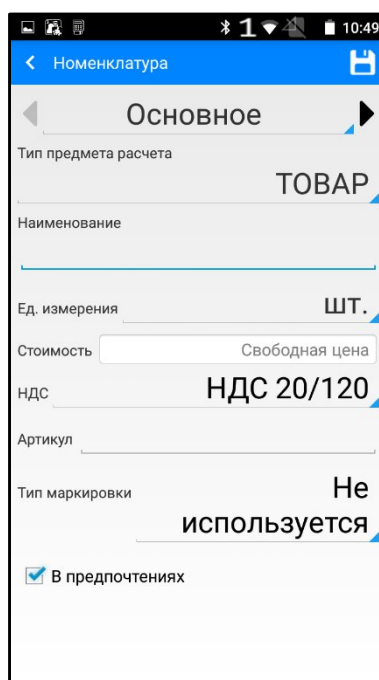 1 10:49
Номенклатура
Основное
Тип предмета расчета
ТОВАР
Наименование
Ед. измерения шт.
Стоимость Свободная цена
НДС НДС 20/120
Артикул
Тип маркировки Не
используется
В предпочтениях